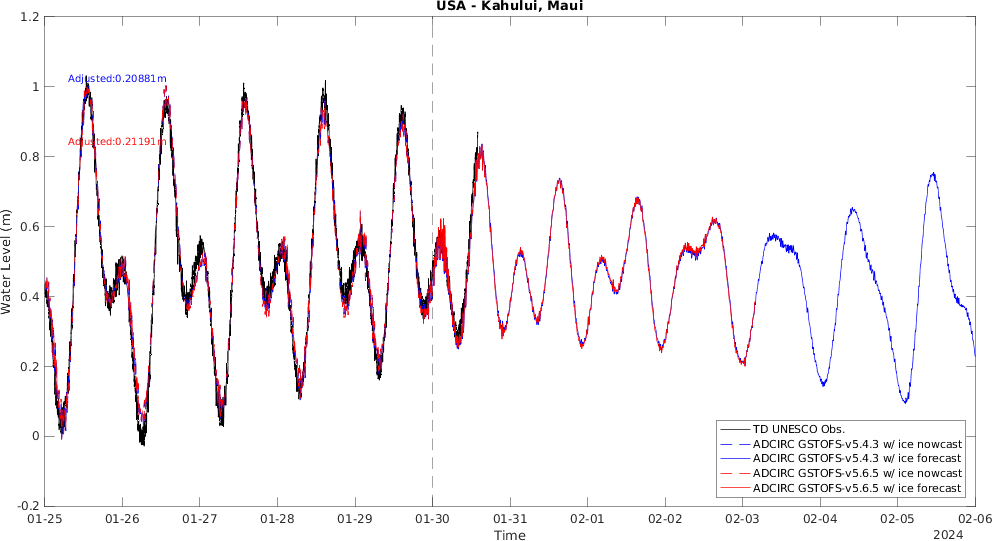 USA - Kahului, Maui
1.2
1
0.8
0.6
0.4
0.2
0
-0.2
Water Level (m)
Adjusted:0.20881m
Adjusted:0.21191m
TD UNESCO Obs.
ADCIRC GSTOFS-v5.4.3 w/ ice nowcast
ADCIRC GSTOFS-v5.4.3 w/ ice forecast
ADCIRC GSTOFS-v5.6.5 w/ ice nowcast
ADCIRC GSTOFS-v5.6.5 w/ ice forecast
01-25 01-26 01-27 01-28 01-29 01-30 01-31 02-01 02-02 02-03 02-04 02-05 02-06
Time
2024